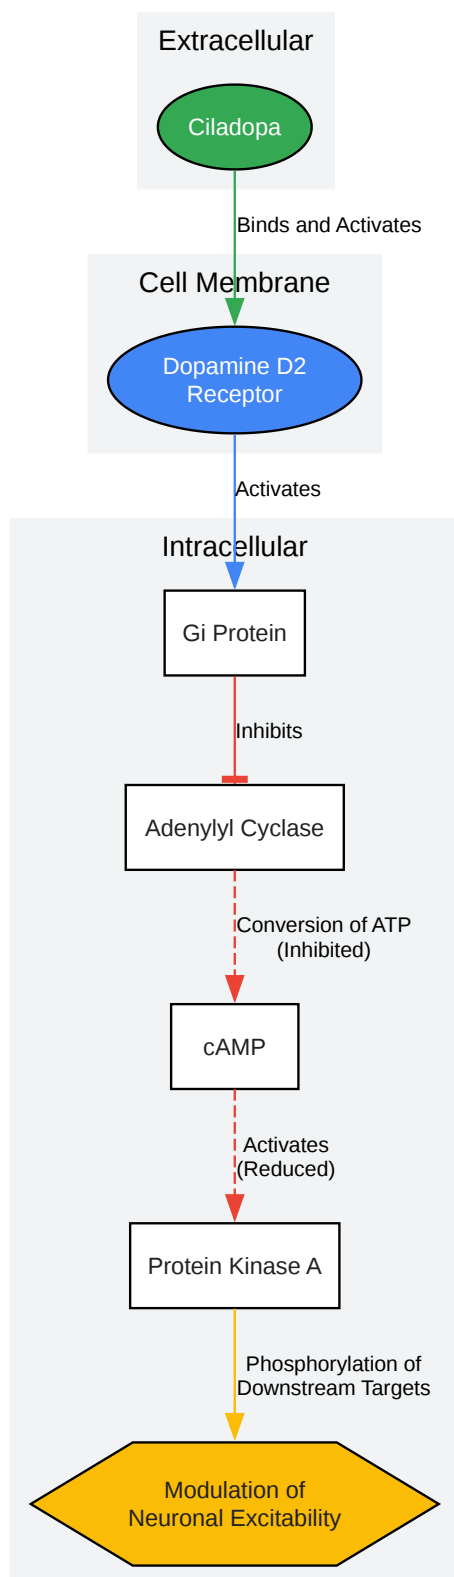 Extracellular
Ciladopa
Binds and Activates
Cell Membrane
Dopamine D2
Receptor
Activates
Intracellular
Gi Protein
Inhibits
Adenylyl Cyclase
Conversion of ATP
(Inhibited)
cAMP
Activates
(Reduced)
Protein Kinase A
Phosphorylation of
Downstream Targets
Modulation of
Neuronal Excitability